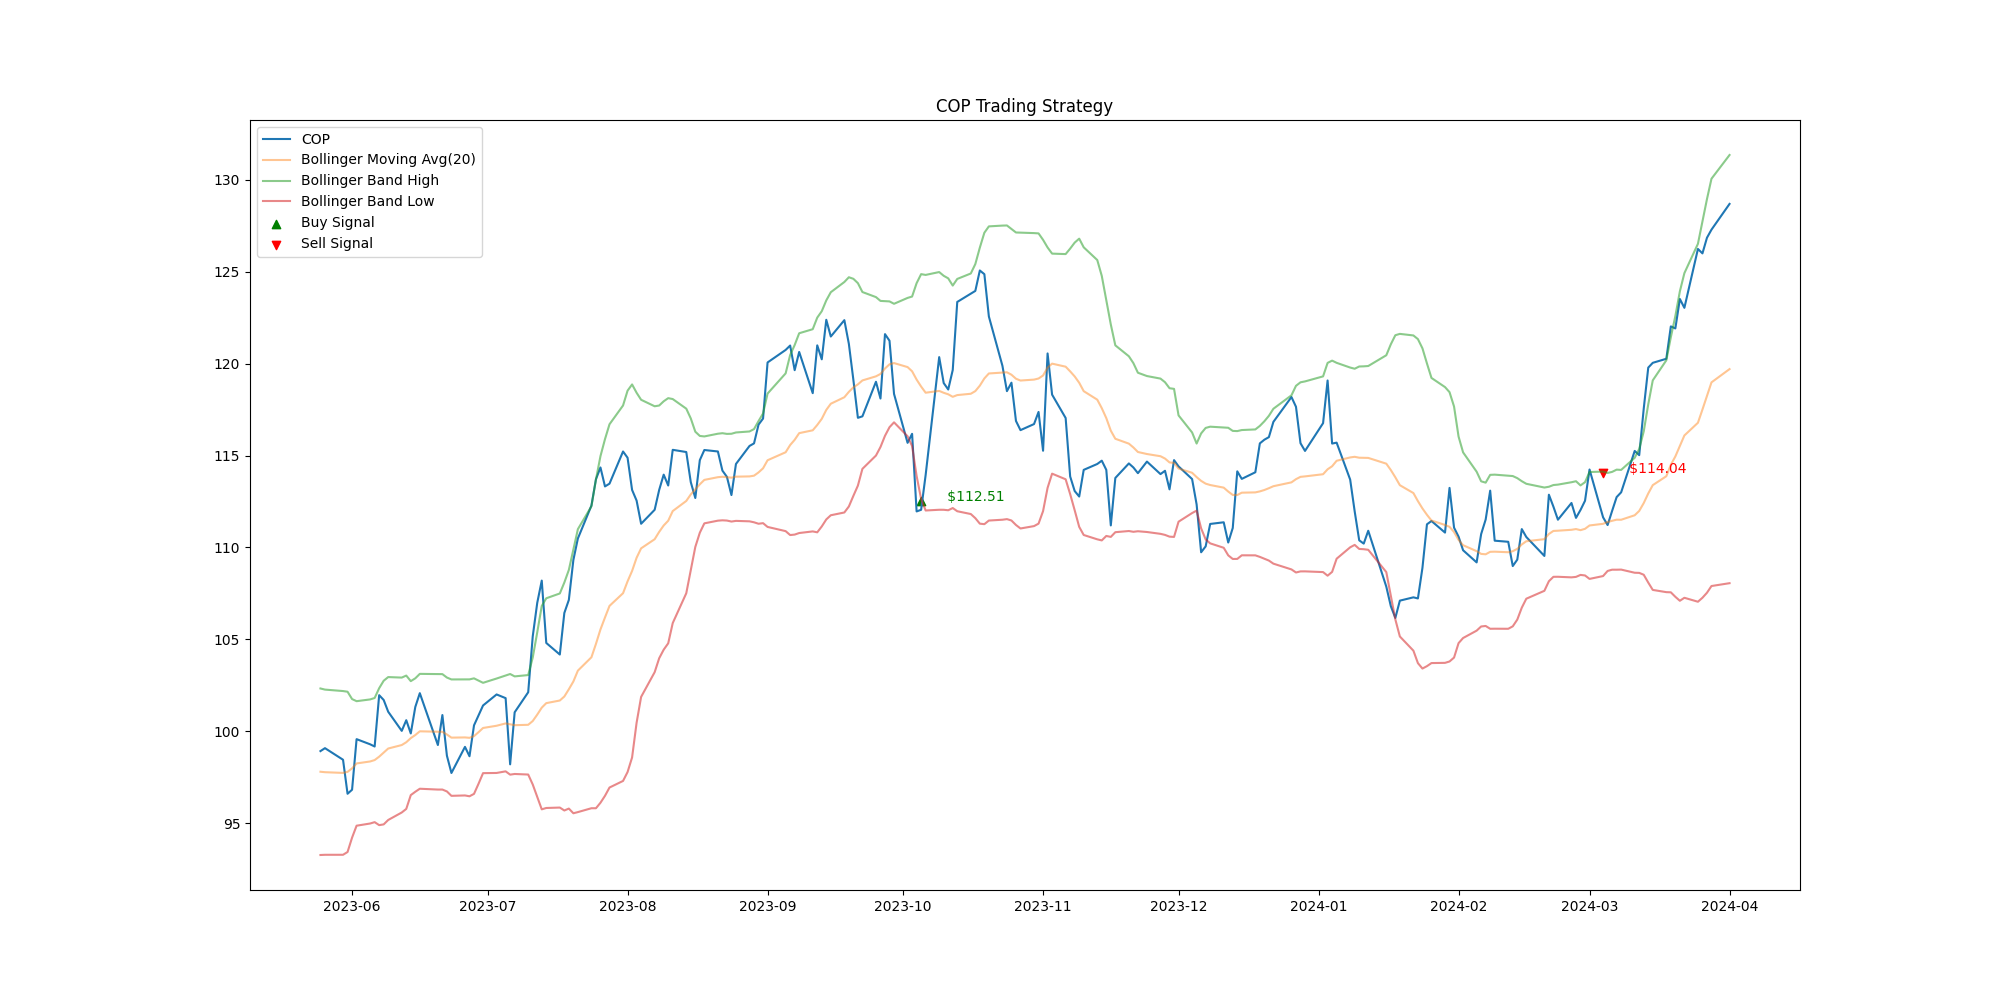 COP Trading Strategy
COP
Bollinger Moving Avg(20)
Bollinger Band High
Bollinger Band Low
Buy Signal
Sell Signal
130
125
120
115
110
105
100
95
$114.04
$112.51
2023-06 2023-07 2023-08 2023-09 2023-10 2023-11 2023-12 2024-01 2024-02 2024-03 2024-04